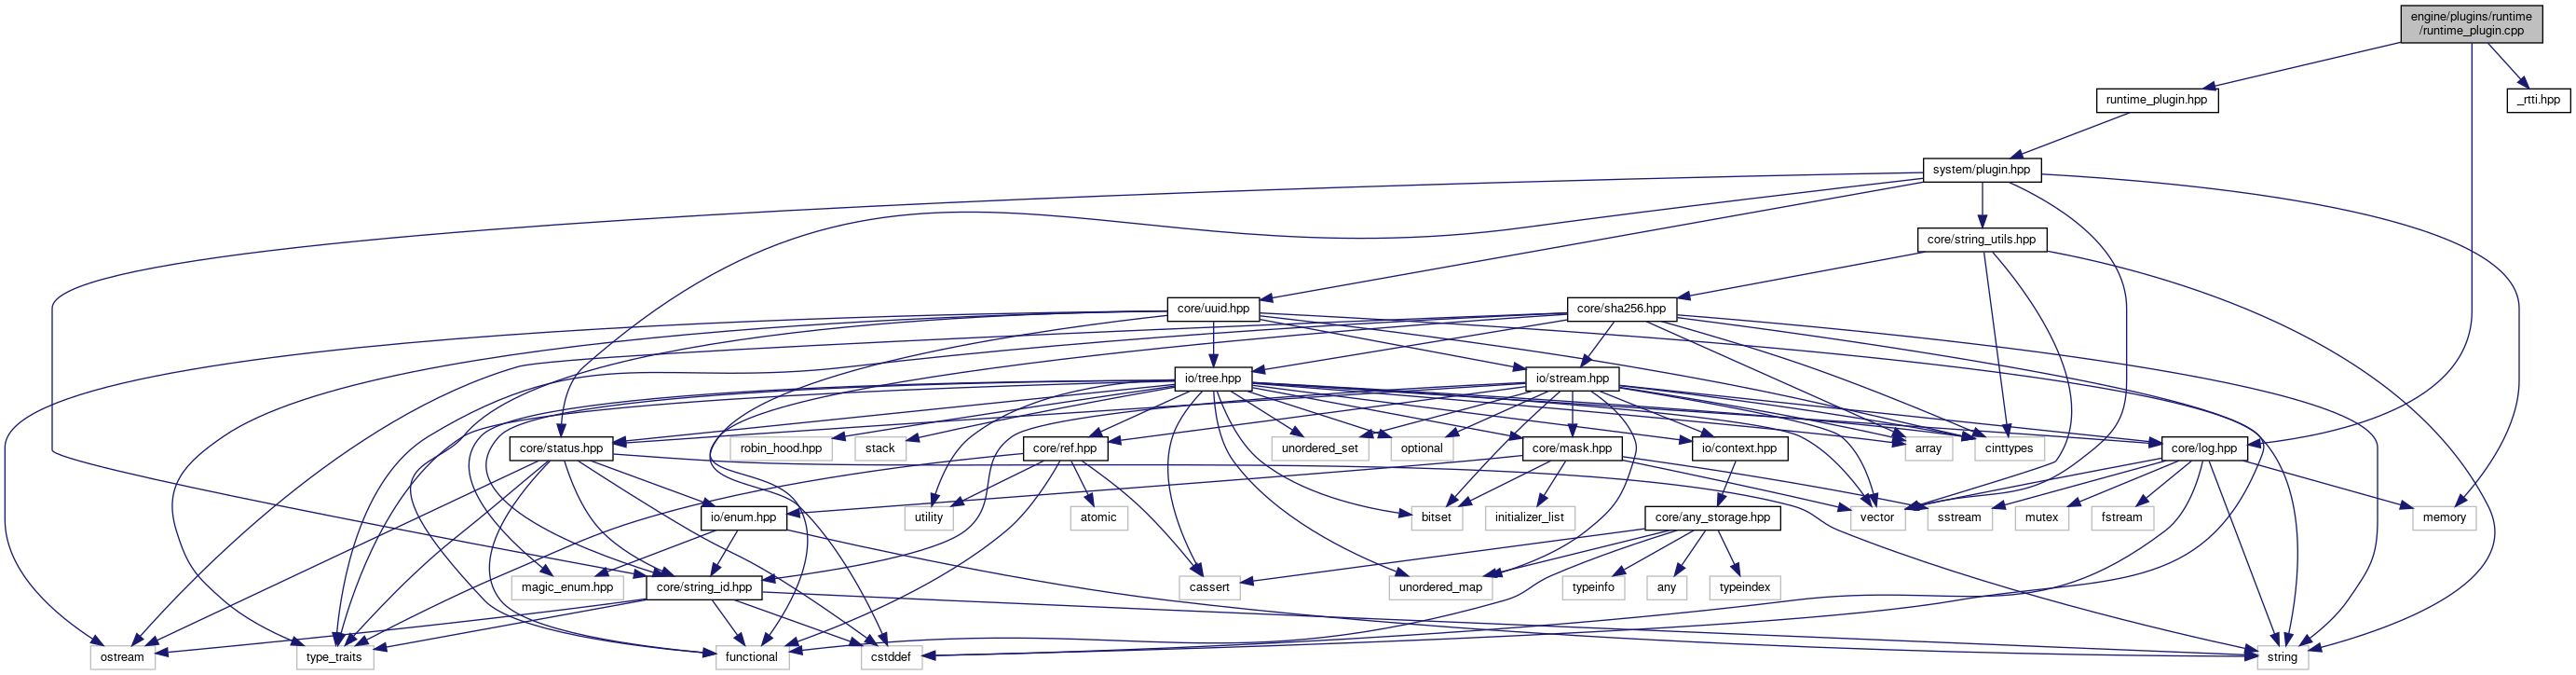 engine/plugins/runtime
/runtime_plugin.cpp
runtime_plugin.hpp
_rtti.hpp
system/plugin.hpp
core/string_utils.hpp
core/uuid.hpp
core/sha256.hpp
io/tree.hpp
io/stream.hpp
core/status.hpp
robin_hood.hpp
stack
core/ref.hpp
unordered_set
optional
core/mask.hpp
io/context.hpp
array
cinttypes
core/log.hpp
io/enum.hpp
utility
atomic
bitset
initializer_list
core/any_storage.hpp
vector
sstream
mutex
fstream
memory
magic_enum.hpp
core/string_id.hpp
cassert
unordered_map
typeinfo
any
typeindex
ostream
type_traits
functional
cstddef
string